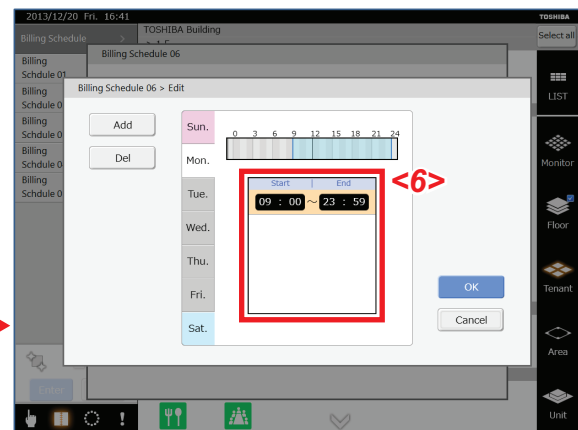 2013/12/20 Fri. 16:41
TOSHIBA
Billing Schedule >
TOSHIBA Building
Select all
Billing Schedule 06
Billing
Schdule 01
Billing Schedule 06 > Edit
Billing
Schdule 0
Billing
Schdule 0
Billing
Schdule 0
Billing
Schdule 0
Add
Del
Sun.
Mon.
Tue.
Wed.
Thu.
Fri.
Sat.
0 3 6 9 12 15 18 21 24
Start | End
09 : 00 ~ 23 : 59
<6>
OK
Cancel
LIST
Monitor
Floor
Tenant
Area
Unit
Enter